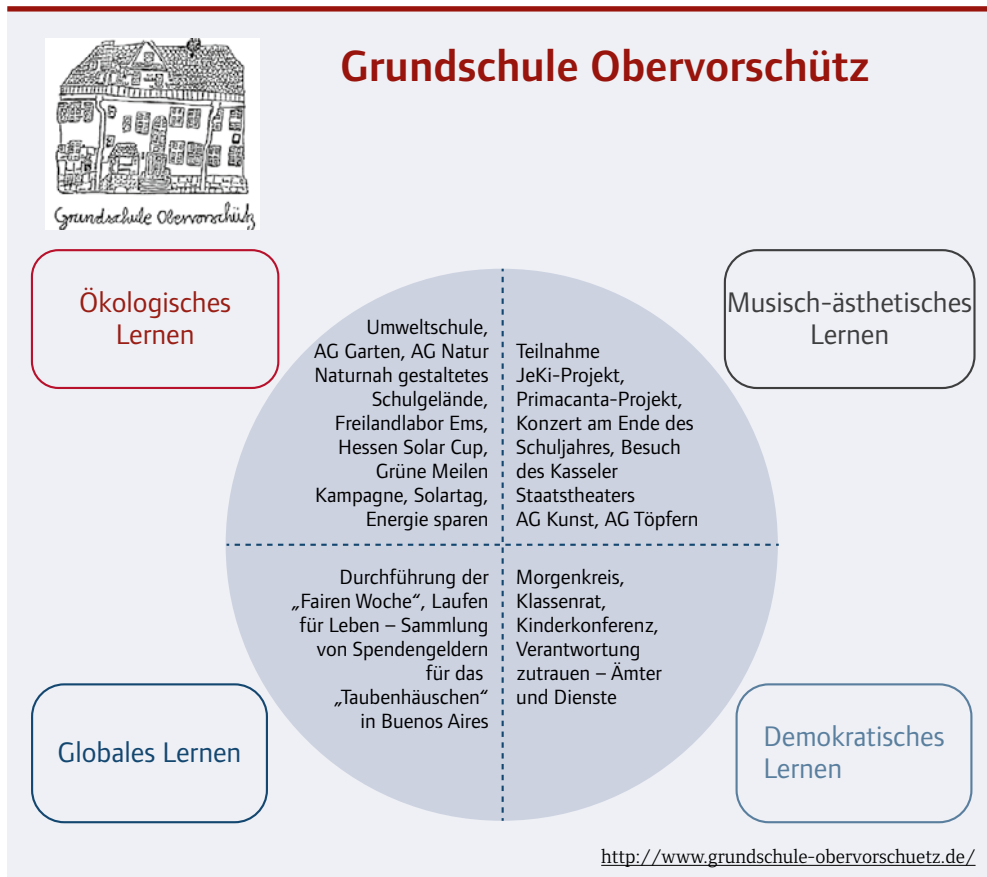 Grundschule Obervorschütz
Grundschule Obervorschütz
Ökologisches
Lernen
Umweltschule,
AG Garten, AG Natur
Naturnah gestaltetes
Schulgelände,
Freilandlabor Ems,
Hessen Solar Cup,
Grüne Meilen
Kampagne, Solartag,
Energie sparen
Musisch-ästhetisches
Lernen
Teilnahme
JeKi-Projekt,
Primacanta-Projekt,
Konzert am Ende des
Schuljahres, Besuch
des Kasseler
Staatstheaters
AG Kunst, AG Töpfern
Globales Lernen
Durchführung der
„Fairen Woche“, Laufen
für Leben – Sammlung
von Spendengeldern
für das
„Taubenhäuschen“
in Buenos Aires
Demokratisches
Lernen
Morgenkreis,
Klassenrat,
Kinderkonferenz,
Verantwortung
zutrauen – Ämter
und Dienste
http://www.grundschule-obervorschuetz.de/